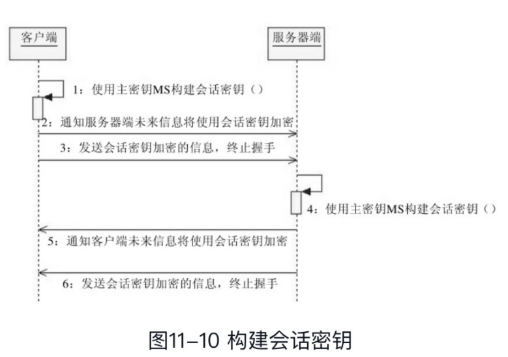 客户端
服务器端
1：使用主密钥MS构建会话密钥（）
2：通知服务器端未来信息将使用会话密钥加密
3：发送会话密钥加密的信息，终止握手
4：使用主密钥MS构建会话密钥（）
5：通知客户端未来信息将使用会话密钥加密
6：发送会话密钥加密的信息，终止握手
图11-10 构建会话密钥